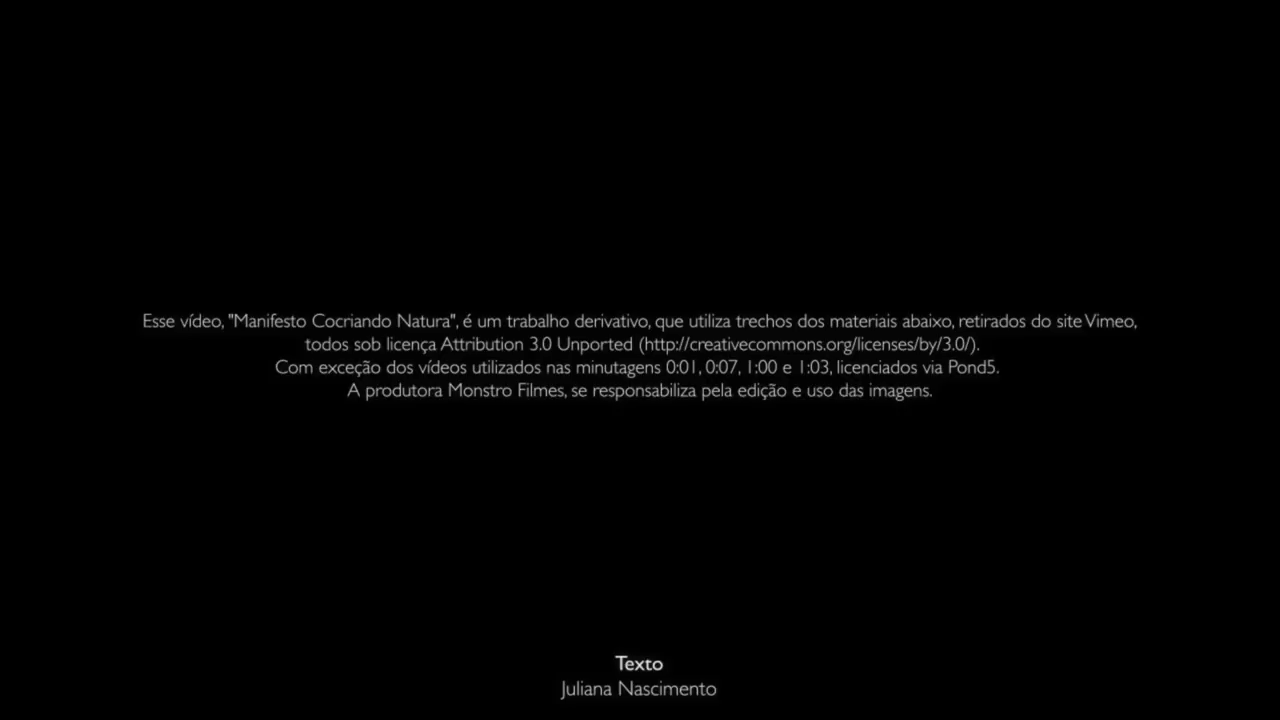 Esse vídeo, "Manifesto Cocriando Natura", é um trabalho derivativo, que utiliza trechos dos materiais abaixo, retirados do site Vimeo,
todos sob licença Attribution 3.0 Unported (http://creativecommons.org/licenses/by/3.0/).
Com exceção dos vídeos utilizados nas minutagens 0:01, 0:07, 1:00 e 1:03, licenciados via Pond5.
A produtora Monstro Filmes, se responsabiliza pela edição e uso das imagens.
Texto
Juliana Nascimento